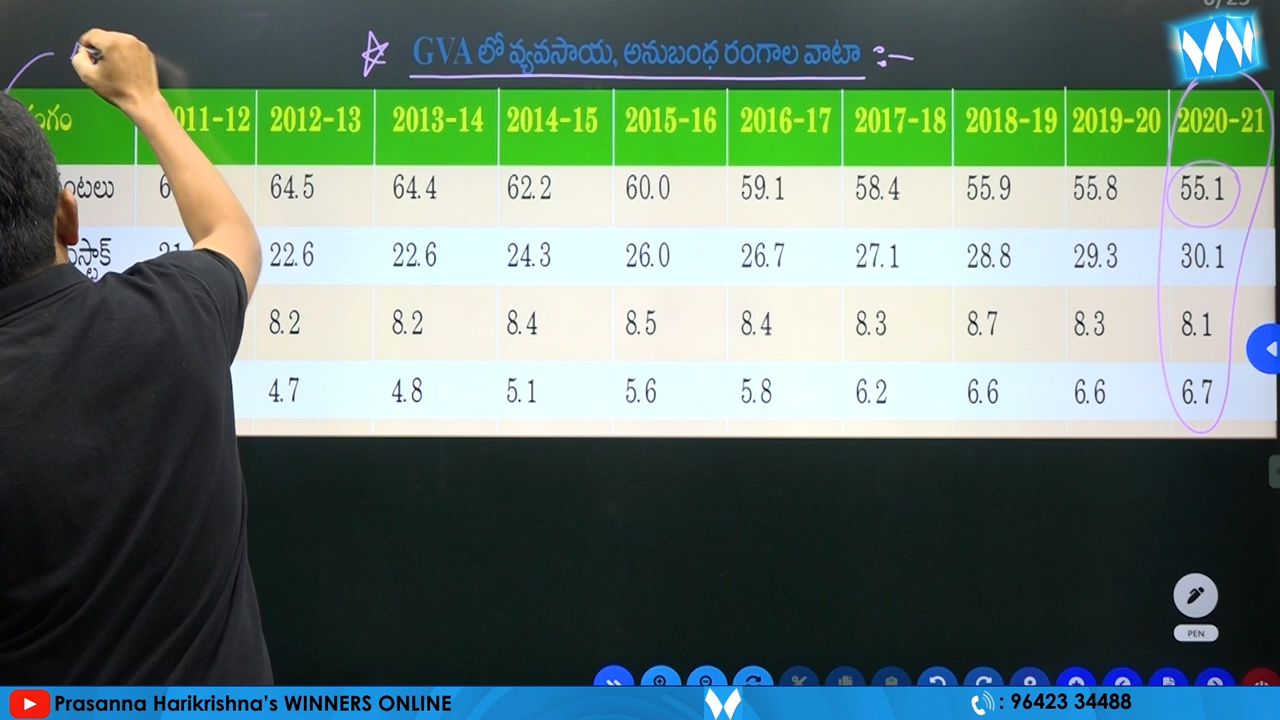 GVA లో వ్యవసాయ, అనుబంధ రంగాల వాటా :-
2012-13 2013-14 2014-15 2015-16 2016-17 2017-18 2018-19 2019-20 2020-21
64.5 64.4 62.2 60.0 59.1 58.4 55.9 55.8 55.1
22.6 22.6 24.3 26.0 26.7 27.1 28.8 29.3 30.1
8.2 8.2 8.4 8.5 8.4 8.3 8.7 8.3 8.1
4.7 4.8 5.1 5.6 5.8 6.2 6.6 6.6 6.7
PEN
Prasanna Harikrishna's WINNERS ONLINE
: 96423 34488